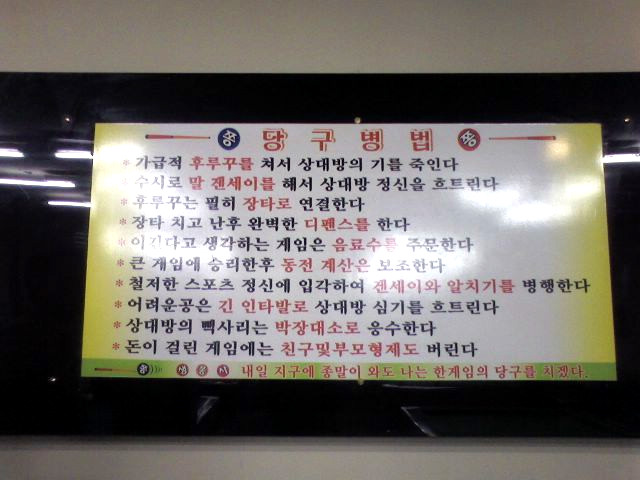 당구병법
* 가급적 후루꾸를 쳐서 상대방의 기를 죽인다
* 수시로 말 겐세이를 해서 상대방 정신을 흐트린다
* 후루꾸는 필히 장타로 연결한다
* 장타 치고 난후 완벽한 디펜스를 한다
* 이긴다고 생각하는 게임은 음료수를 주문한다
* 큰 게임에 승리한후 동전 계산은 보조한다
* 철저한 스포츠 정신에 입각하여 겐세이와 알치기를 병행한다
* 어려운공은 긴 인타발로 상대방 심기를 흐트린다
* 상대방의 삑사리는 박장대소로 응수한다
* 돈이 걸린 게임에는 친구및부모형제도 버린다
내일 지구에 종말이 와도 나는 한게임의 당구를 치겠다.